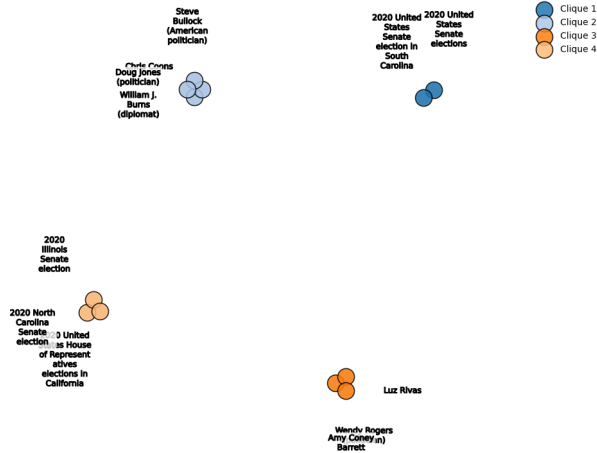 Steve
Bullock
(American
politician)
Chris Coons
Doug Jones
(politician)
William J.
Burns
(diplomat)
2020 United
States
Senate
election in
South
Carolina
2020 United
States
Senate
elections
Clique 1
Clique 2
Clique 3
Clique 4
2020
Illinois
Senate
election
2020 North
Carolina
Senate
election
United
House
of Represent
atives
elections in
California
Luz Rivas
Wendy Rogers
Amy Coney
Barrett